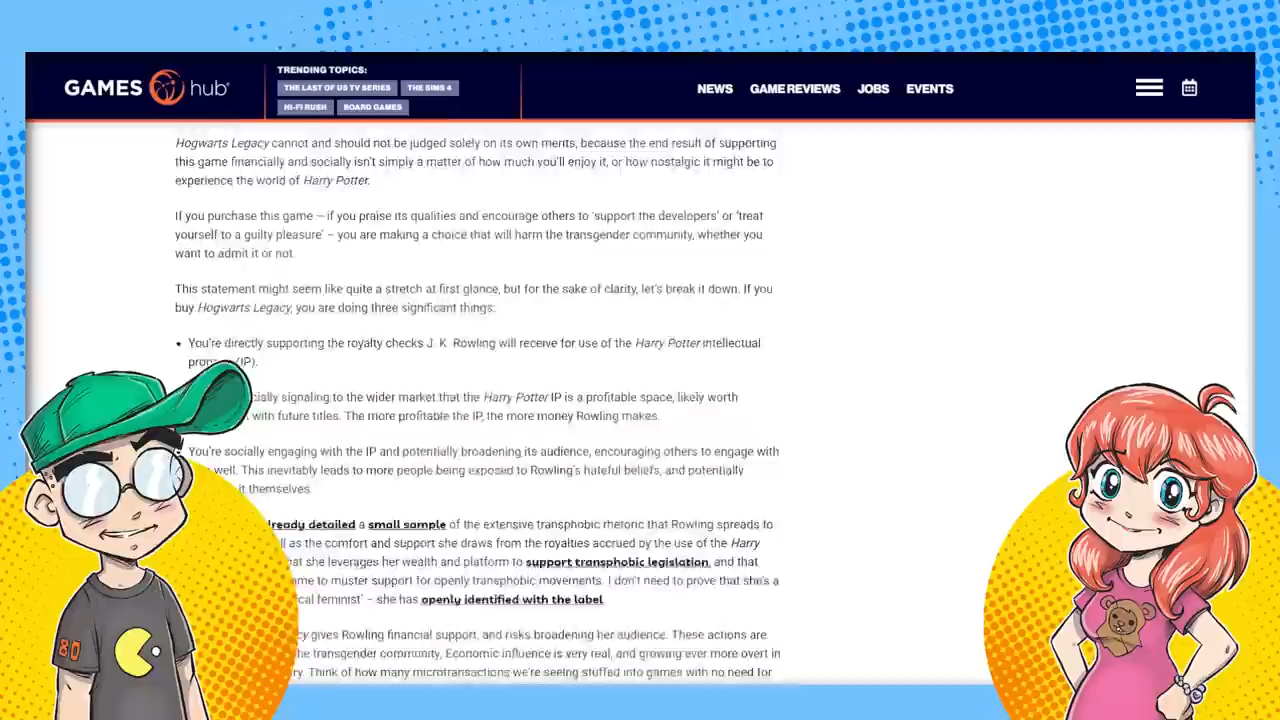 GAMES hub
TRENDING TOPICS:
THE LAST OF US TV SERIES THE SIMS 4
HI-FI RUSH BOARD GAMES
NEWS GAME REVIEWS JOBS EVENTS
Hogwarts Legacy cannot and should not be judged solely on its own merits, because the end result of supporting
this game financially and socially isn't simply a matter of how much you'll enjoy it, or how nostalgic it might be to
experience the world of Harry Potter.
If you purchase this game – if you praise its qualities and encourage others to 'support the developers' or 'treat
yourself to a guilty pleasure' – you are making a choice that will harm the transgender community, whether you
want to admit it or not.
This statement might seem like quite a stretch at first glance, but for the sake of clarity, let's break it down. If you
buy Hogwarts Legacy, you are doing three significant things:
• You're directly supporting the royalty checks J. K. Rowling will receive for use of the Harry Potter intellectual
(IP).
signaling to the wider market that the Harry Potter IP is a profitable space, likely worth
with future titles. The more profitable the IP, the more money Rowling makes.
You're socially engaging with the IP and potentially broadening its audience, encouraging others to engage with
well. This inevitably leads to more people being exposed to Rowling's hateful beliefs, and potentially
it themselves.
already detailed a small sample of the extensive transphobic rhetoric that Rowling spreads to
as the comfort and support she draws from the royalties accrued by the use of the Harry
that she leverages her wealth and platform to support transphobic legislation, and that
to muster support for openly transphobic movements. I don't need to prove that she's a
feminist' – she has openly identified with the label.
gives Rowling financial support, and risks broadening her audience. These actions are
the transgender community, Economic influence is very real, and growing ever more overt in
Think of how many microtransactions we're seeing stuffed into games with no need for
80